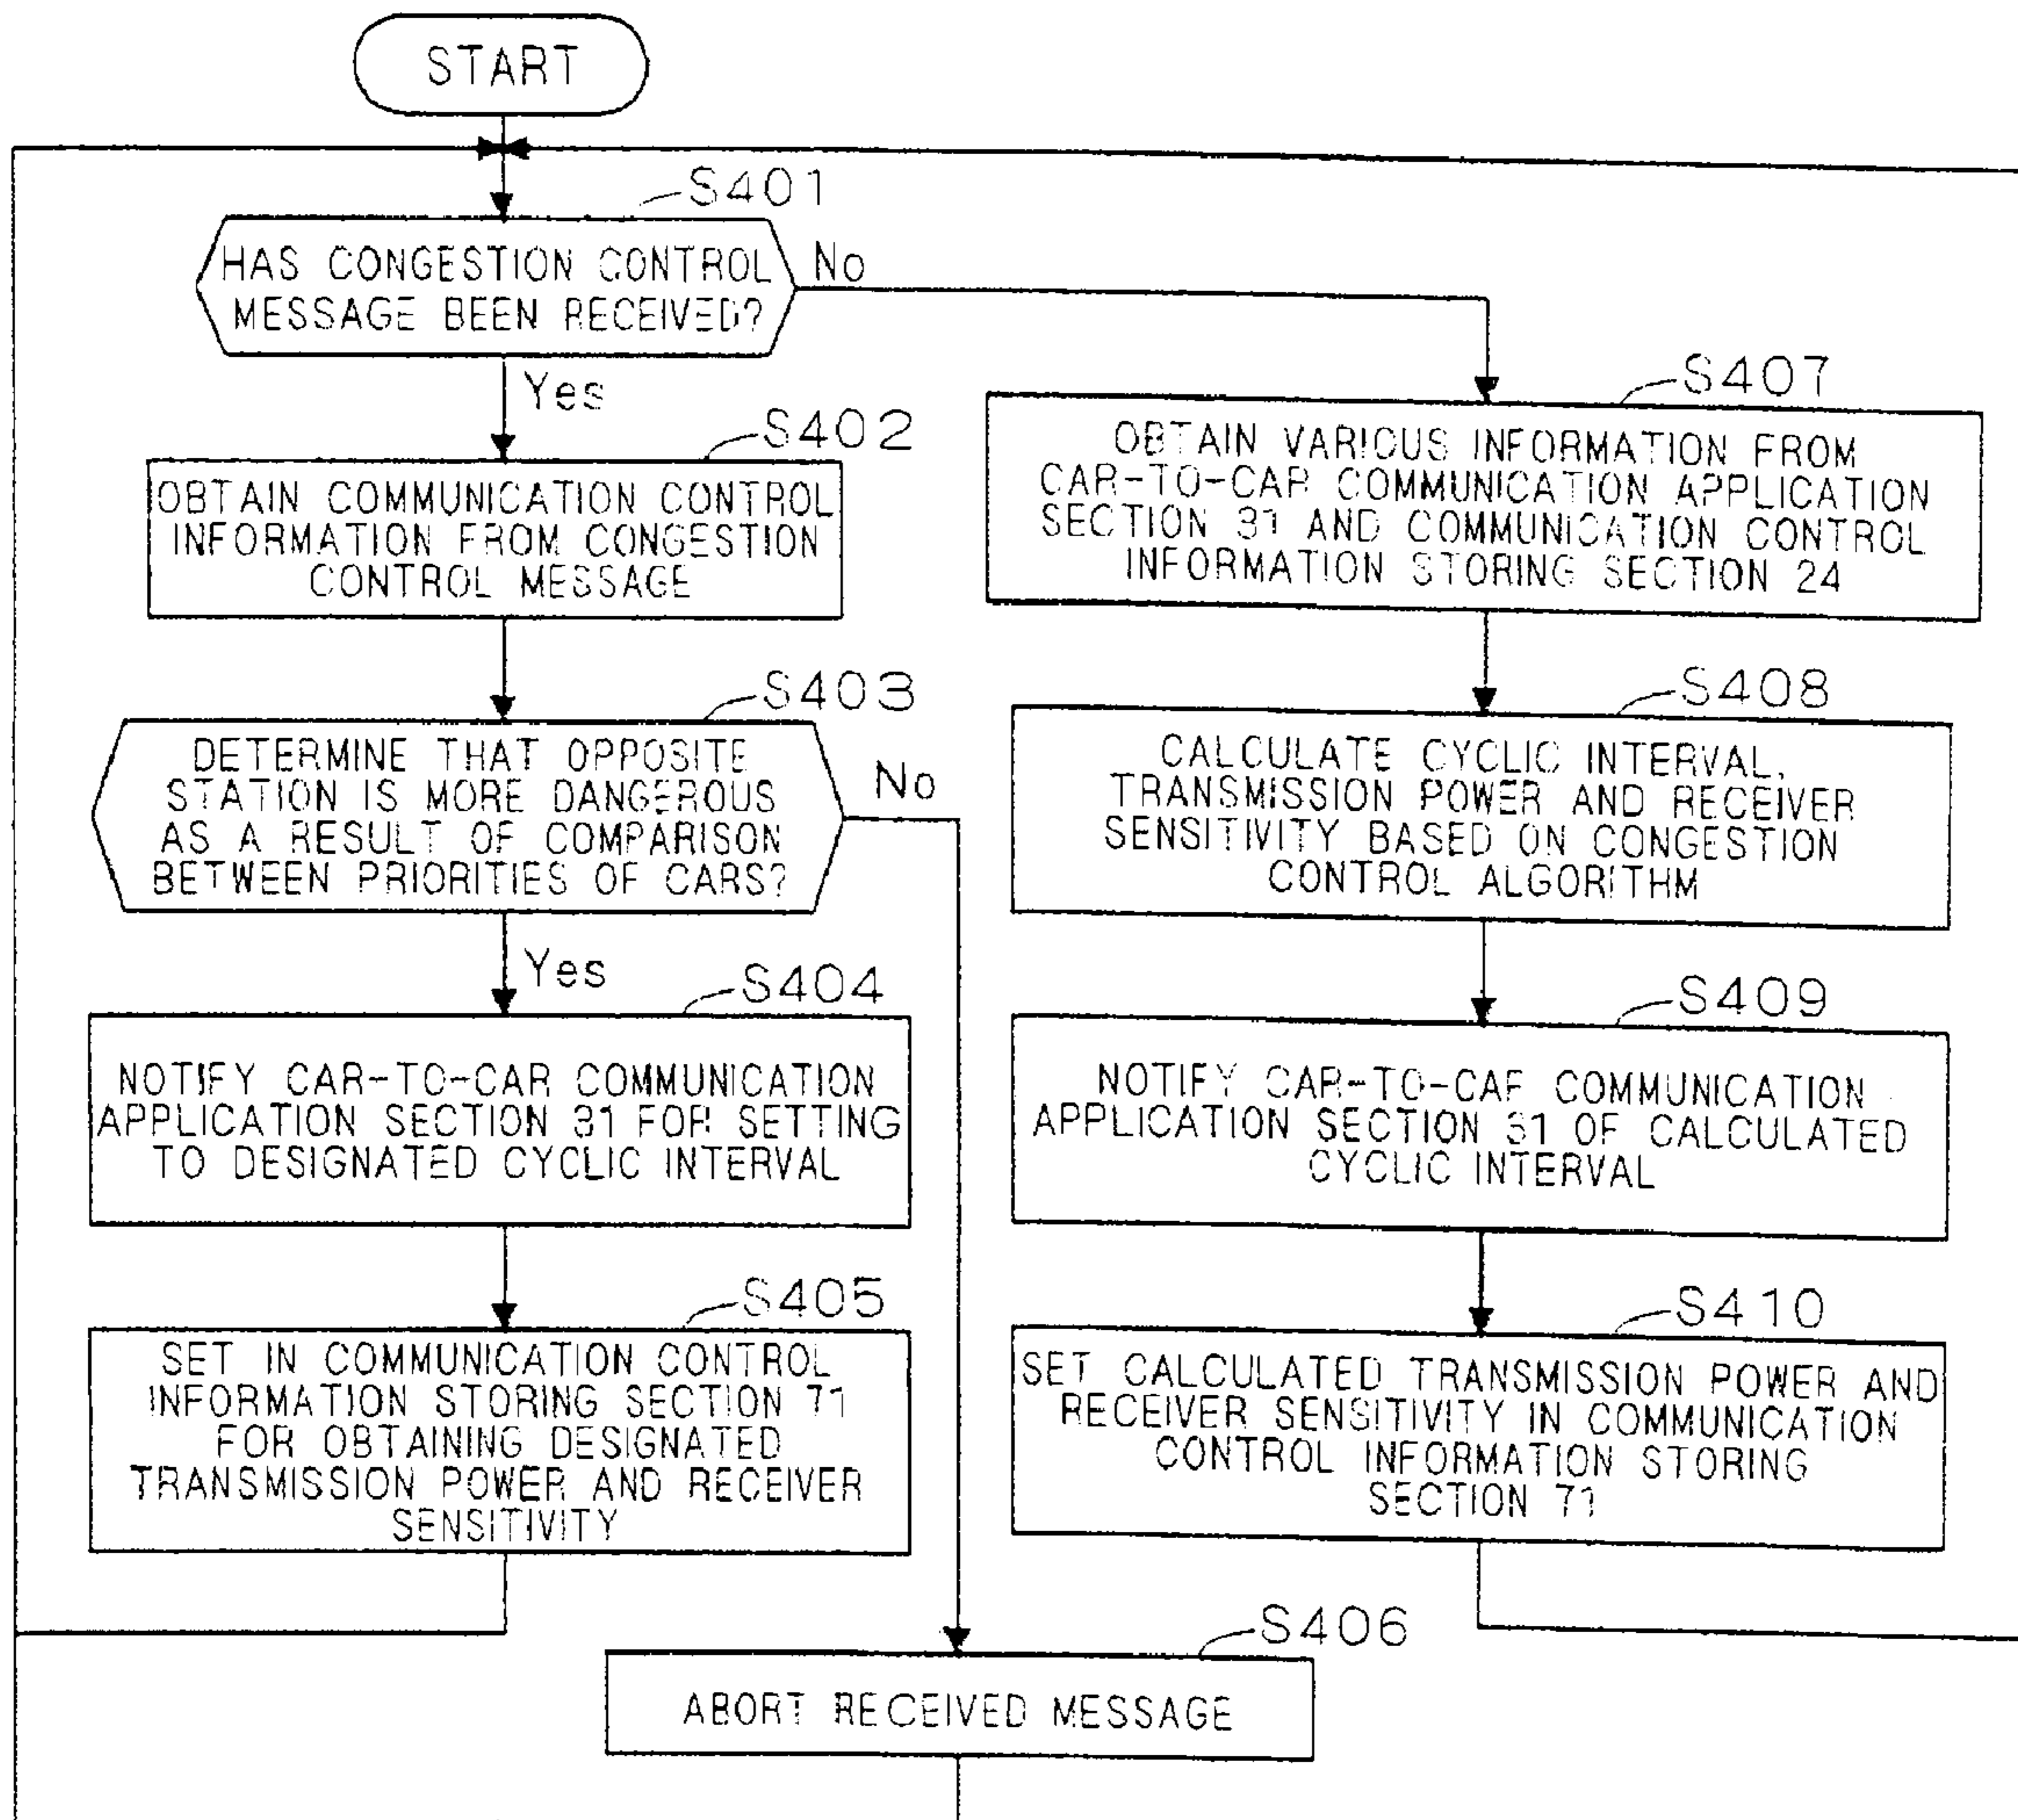 START
S401
HAS CONGESTION CONTROL
MESSAGE BEEN RECEIVED?
No
Yes
S402
OBTAIN COMMUNICATION CONTROL
INFORMATION FROM CONGESTION
CONTROL MESSAGE
S403
DETERMINE THAT OPPOSITE
STATION IS MORE DANGEROUS
AS A RESULT OF COMPARISON
BETWEEN PRIORITIES OF CARS?
No
Yes
S404
NOTIFY CAR-TO-CAR COMMUNICATION
APPLICATION SECTION 31 FOR SETTING
TO DESIGNATED CYCLIC INTERVAL
S405
SET IN COMMUNICATION CONTROL
INFORMATION STORING SECTION 71
FOR OBTAINING DESIGNATED
TRANSMISSION POWER AND RECEIVER
SENSITIVITY
S406
ABORT RECEIVED MESSAGE
S407
OBTAIN VARIOUS INFORMATION FROM
CAR-TO-CAR COMMUNICATION APPLICATION
SECTION 31 AND COMMUNICATION CONTROL
INFORMATION STORING SECTION 24
S408
CALCULATE CYCLIC INTERVAL,
TRANSMISSION POWER AND RECEIVER
SENSITIVITY BASED ON CONGESTION
CONTROL ALGORITHM
S409
NOTIFY CAR-TO-CAR COMMUNICATION
APPLICATION SECTION 31 OF CALCULATED
CYCLIC INTERVAL
S410
SET CALCULATED TRANSMISSION POWER AND
RECEIVER SENSITIVITY IN COMMUNICATION
CONTROL INFORMATION STORING
SECTION 71